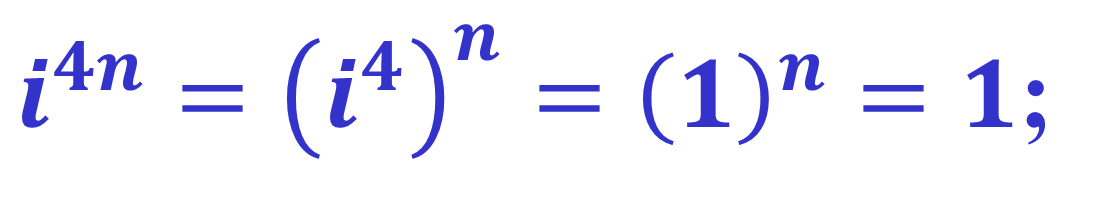 i^{4n} = (i^4)^n = (1)^n = 1;